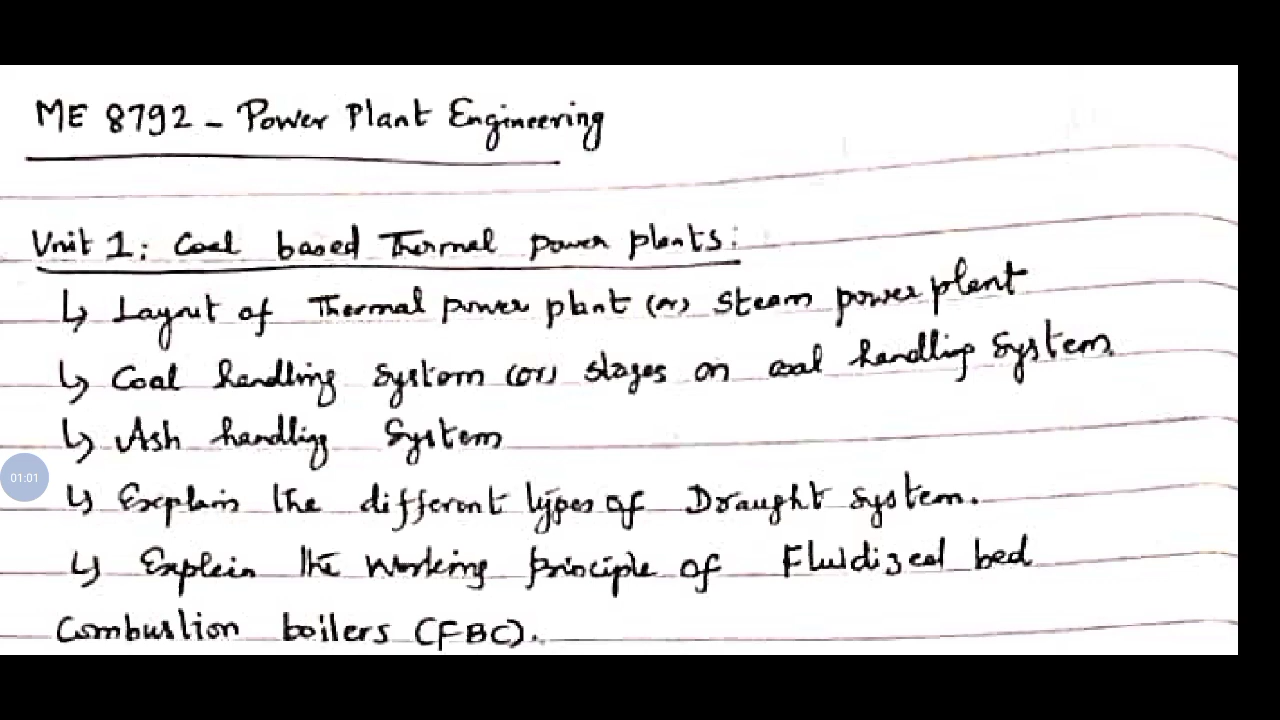 ME 8792 - Power Plant Engineering
Unit 1: Coal based Thermal power plants:
↳ Layout of Thermal power plant (or) Steam power plant
↳ Coal handling system (or) stages on coal handling system.
↳ Ash handling System
01:01
↳ Explain the different types of Draught system.
↳ Explain the working principle of Fluidized bed
Combustion boilers (FBC).